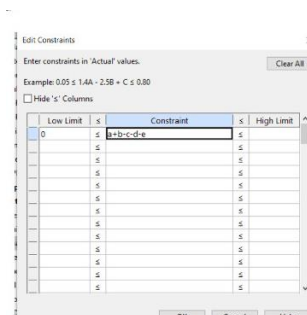 Edit Constraints
Enter constraints in 'Actual' values.
Clear All
Example: 0.05 ≤ 1.4A - 2.5B + C ≤ 0.80
Hide '≤' Columns
Low Limit ≤ Constraint ≤ High Limit
0 ≤ a+b-c-d-e ≤
≤ ≤
≤ ≤
≤ ≤
≤ ≤
≤ ≤
≤ ≤
≤ ≤
≤ ≤
≤ ≤
≤ ≤
≤ ≤
≤ ≤